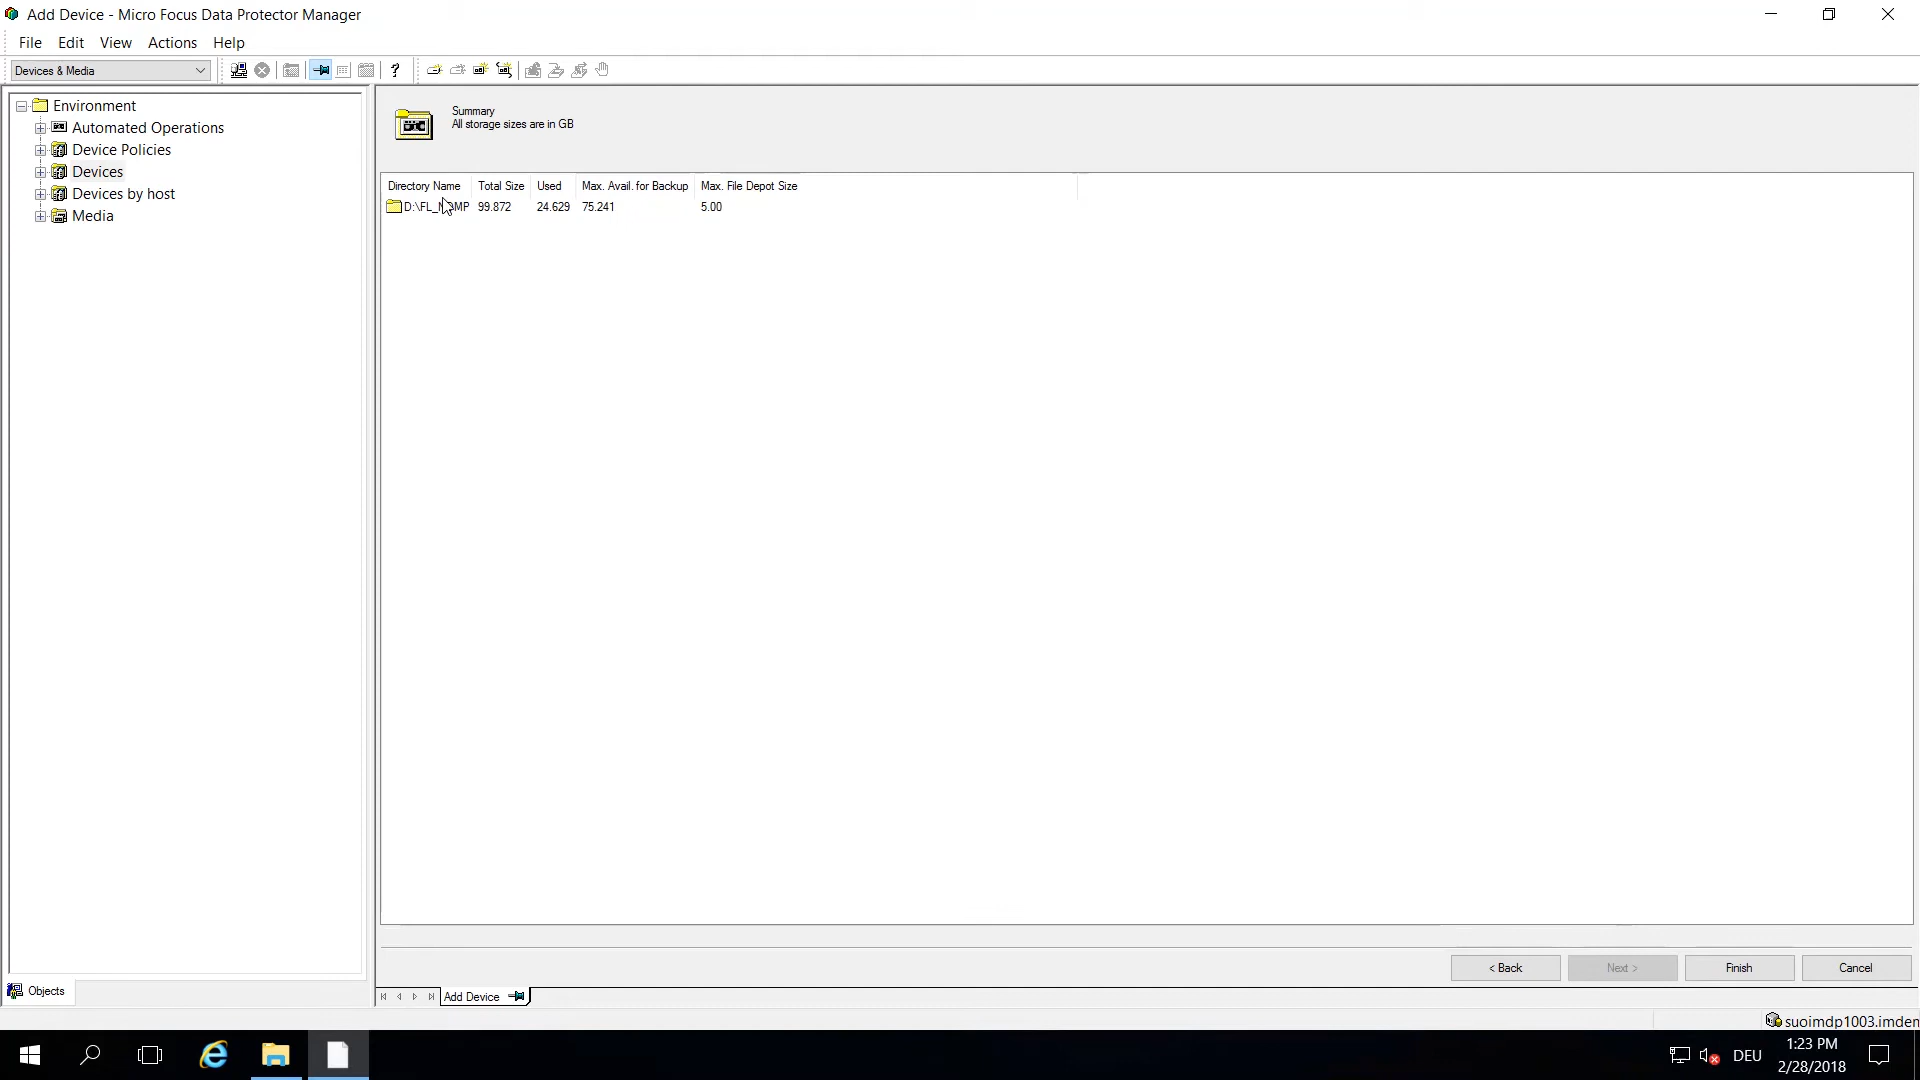 Add Device - Micro Focus Data Protector Manager
File Edit View Actions Help
Devices & Media
Environment
Automated Operations
Device Policies
Devices
Devices by host
Media
Summary
All storage sizes are in GB
Directory Name Total Size Used Max. Avail. for Backup Max. File Depot Size
99.872 24.629 75.241 5.00
< Back Next > Finish Cancel
Objects
Add Device
suoimdp1003.imden
DEU
1:23 PM
2/28/2018